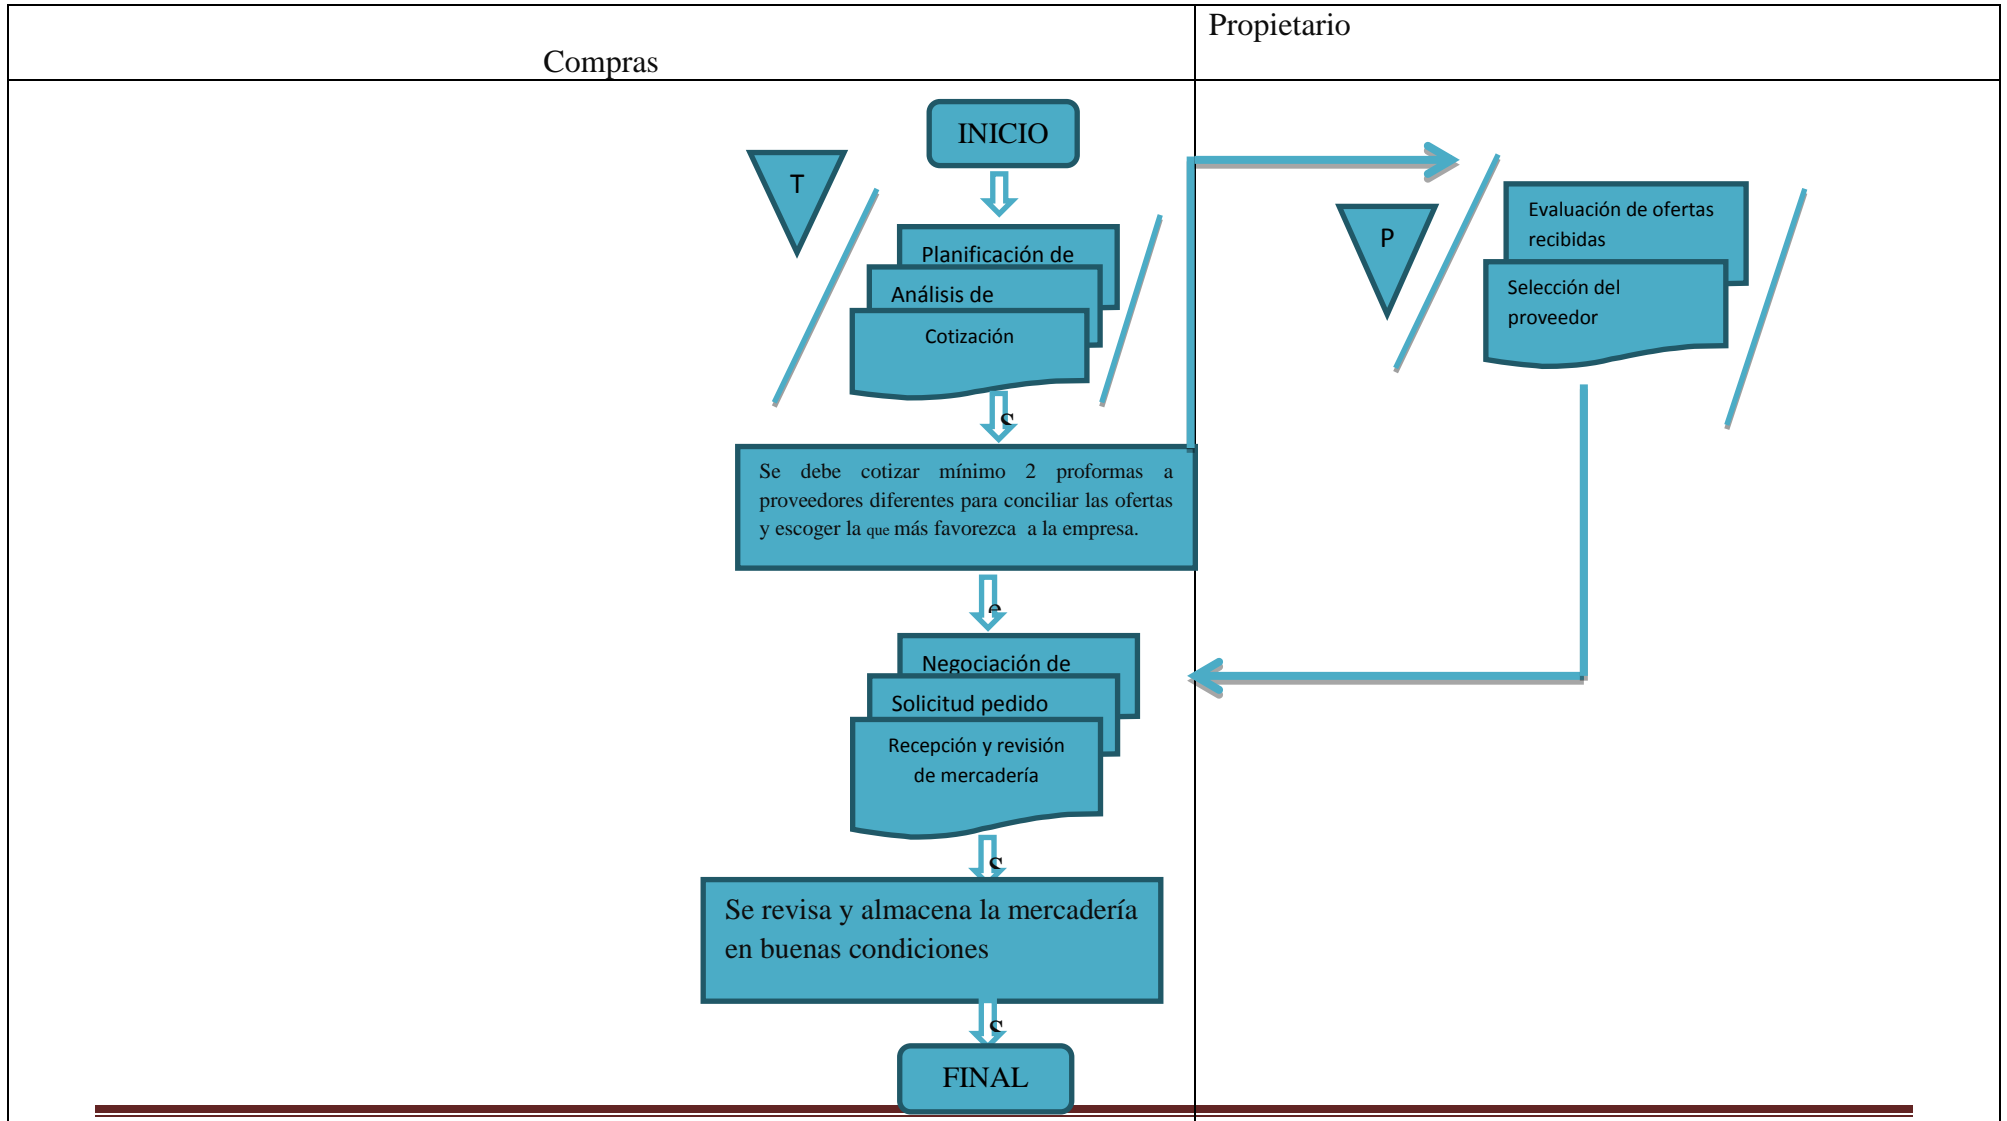 Propietario
Compras
INICIO
T
Planificación de
Análisis de
Cotización
P
Evaluación de ofertas
recibidas
Selección del
proveedor
Se debe cotizar mínimo 2 proformas a
proveedores diferentes para conciliar las ofertas
y escoger la que más favorezca a la empresa.
Negociación de
Solicitud pedido
Recepción y revisión
de mercadería
Se revisa y almacena la mercadería
en buenas condiciones
FINAL